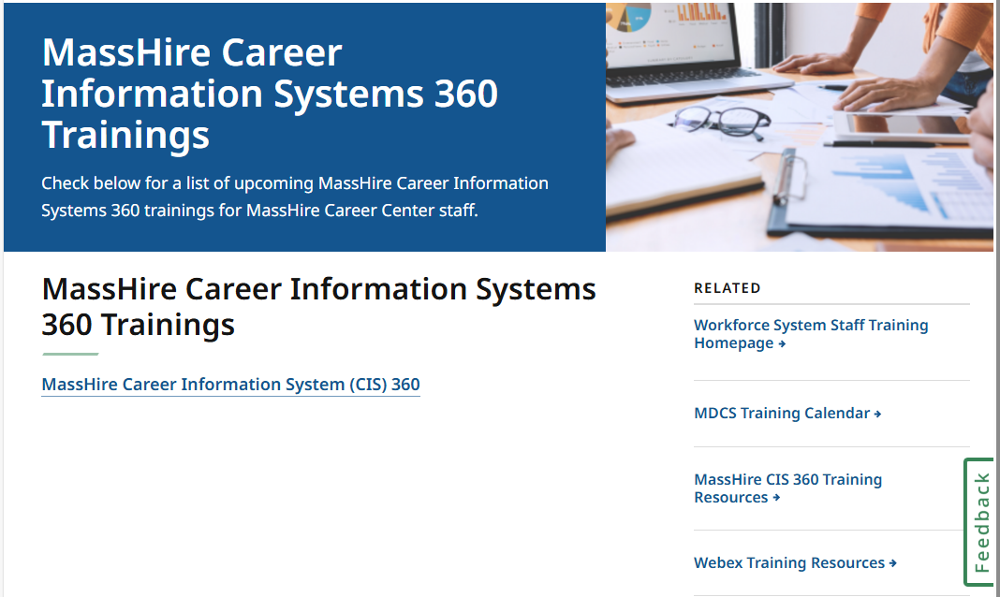 MassHire Career
Information Systems 360
Trainings
Check below for a list of upcoming MassHire Career Information
Systems 360 trainings for MassHire Career Center staff.
MassHire Career Information Systems
360 Trainings
MassHire Career Information System (CIS) 360
RELATED
Workforce System Staff Training
Homepage
MDCS Training Calendar
MassHire CIS 360 Training
Resources
Webex Training Resources
Feedback